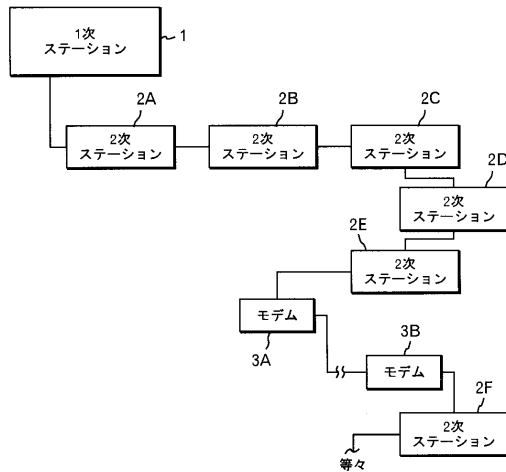 1次
ステーション
1
2A
2B
2C
2次
ステーション
2次
ステーション
2次
ステーション
2D
2次
ステーション
2E
2次
ステーション
モデム
3A
3B
モデム
2F
2次
ステーション
等々